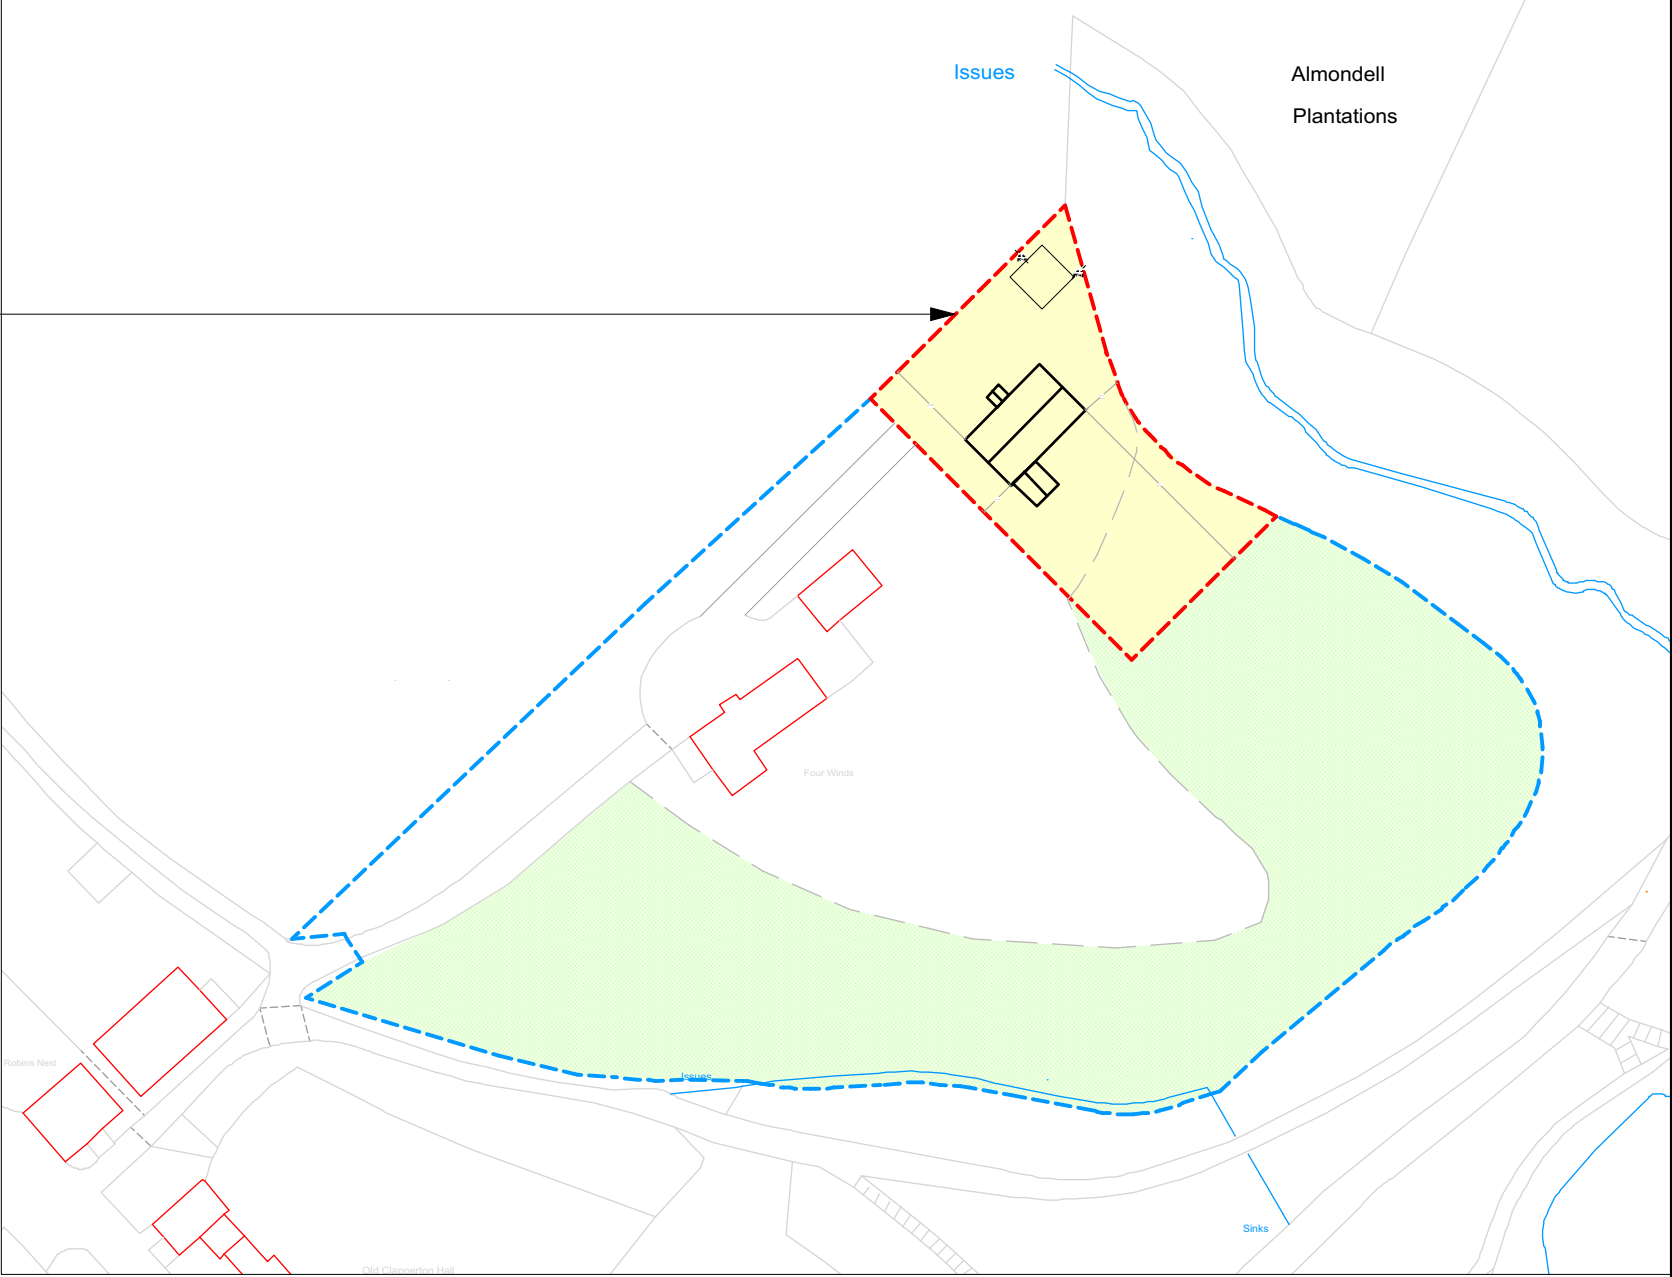 Issues
Almondell
Plantations
Four Winds
Robins Nest
Issues
Sinks
Old Clapperton Hall